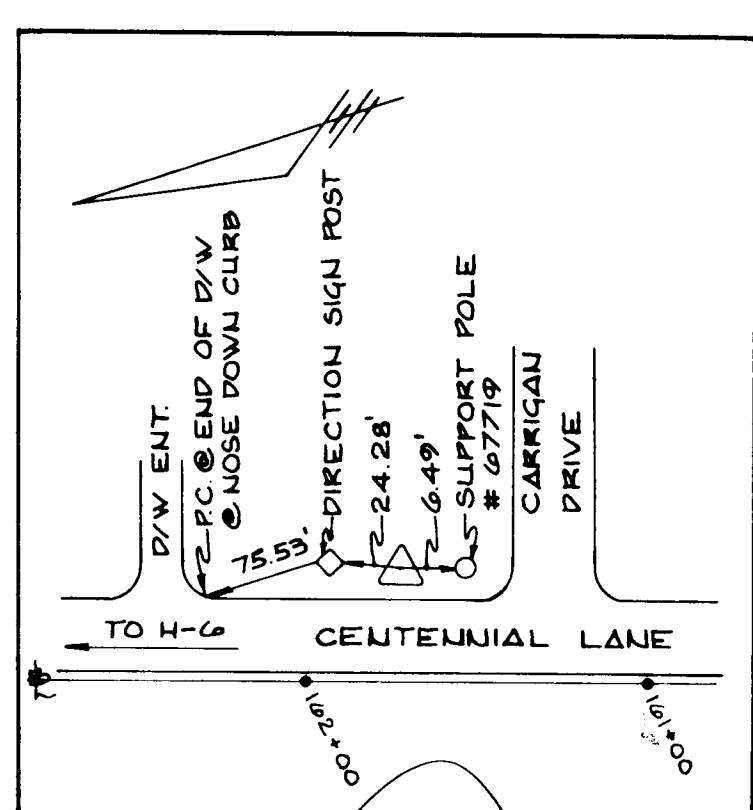 D/W ENT.
P.C. @ END OF D/W
@ NOSE DOWN CURB
DIRECTION SIGN POST
24.28'
6.49'
SUPPORT POLE
# 67719
CARRIGAN
DRIVE
75.53'
TO H-6
CENTENNIAL LANE
162+00
161+00